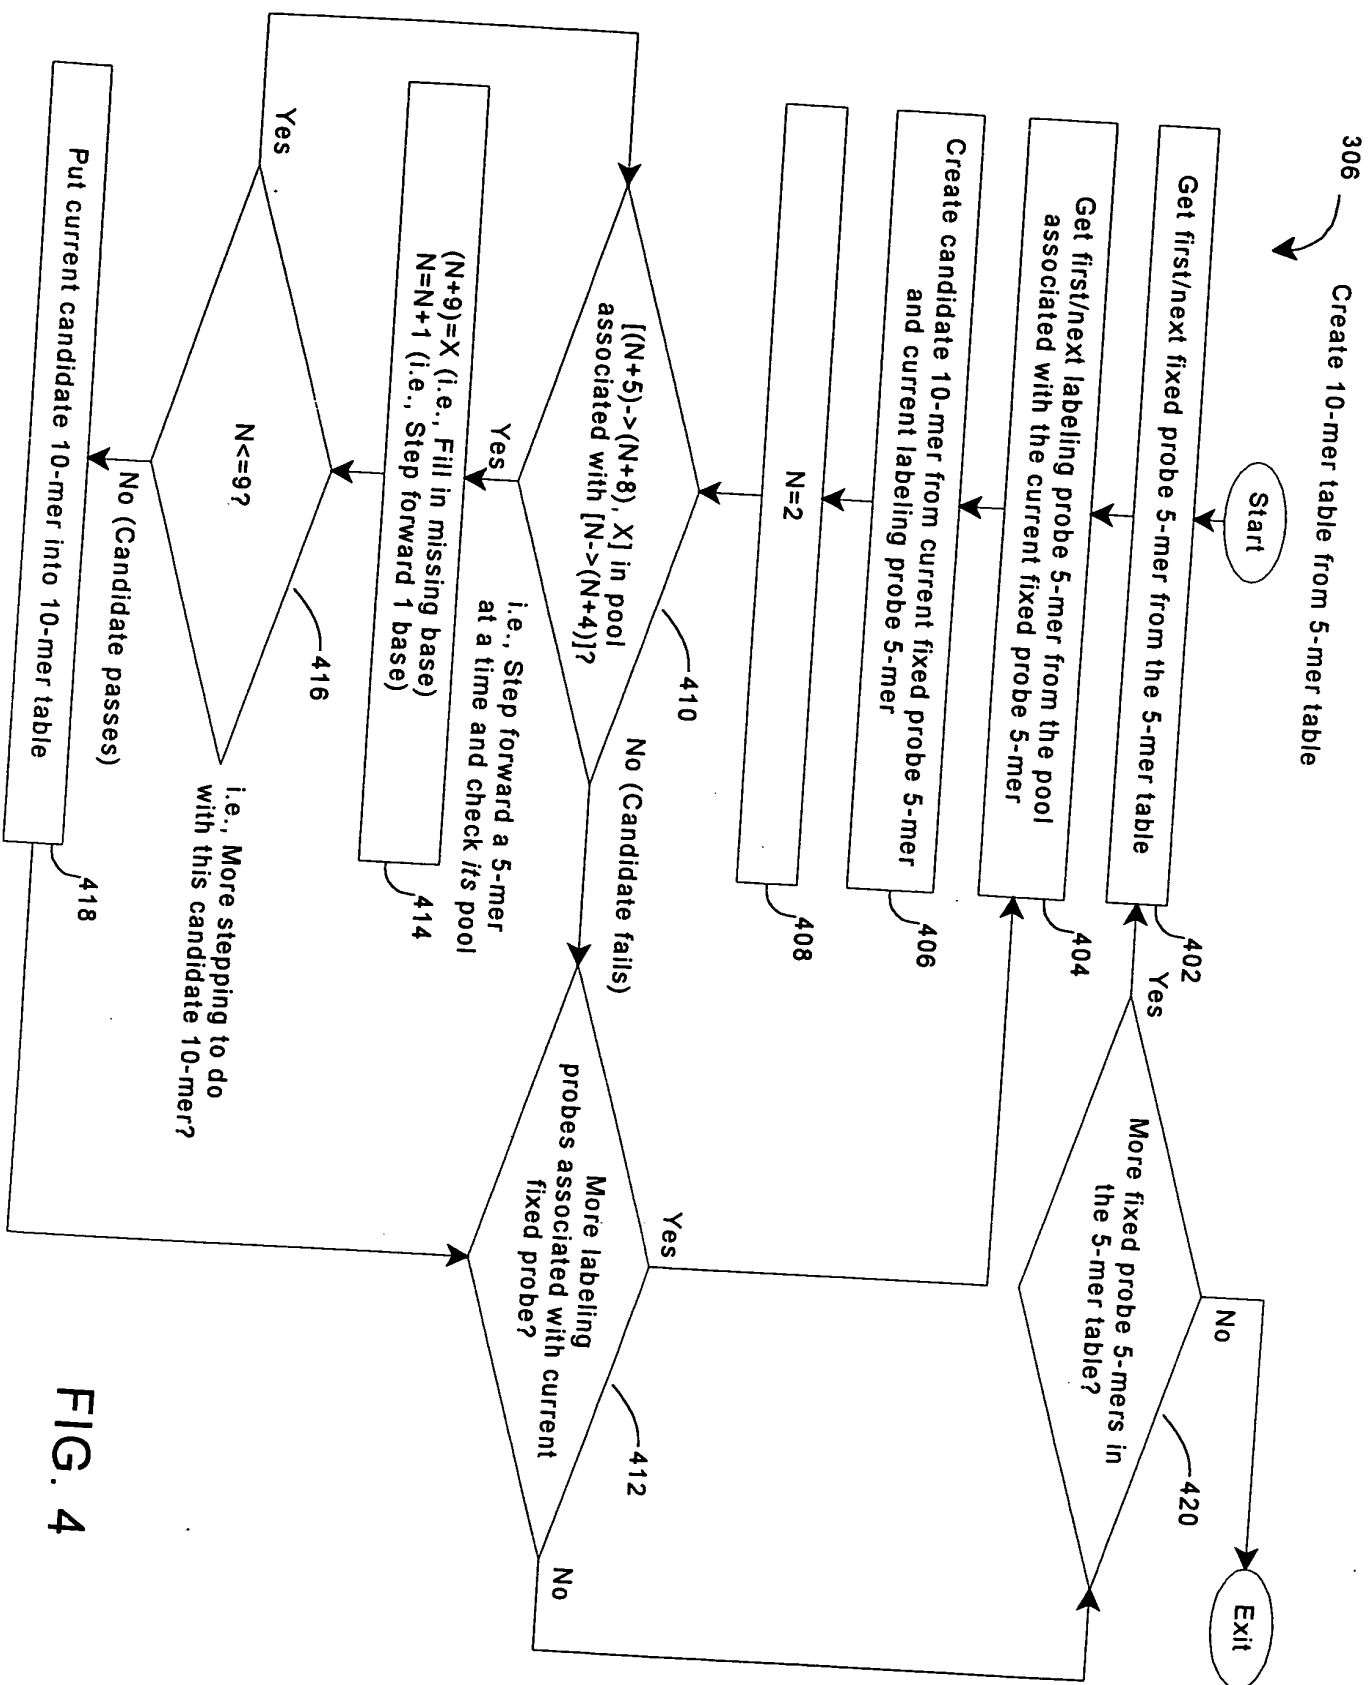 306
Create 10-mer table from 5-mer table
Start
Get first/next fixed probe 5-mer from the 5-mer table
402
Get first/next labeling probe 5-mer from the pool
associated with the current fixed probe 5-mer
404
Create candidate 10-mer from current fixed probe 5-mer
and current labeling probe 5-mer
406
N=2
408
[(N+5)->(N+8), X] in pool
associated with [N->(N+4)]?
410
No (Candidate fails)
Yes
i.e., Step forward a 5-mer
at a time and check its pool
(N+9)=X (i.e., Fill in missing base)
N=N+1 (i.e., Step forward 1 base)
414
N<=9?
416
Yes
i.e., More stepping to do
with this candidate 10-mer?
No (Candidate passes)
Put current candidate 10-mer into 10-mer table
418
More labeling
probes associated with current
fixed probe?
412
Yes
No
More fixed probe 5-mers in
the 5-mer table?
420
Yes
No
Exit
FIG. 4